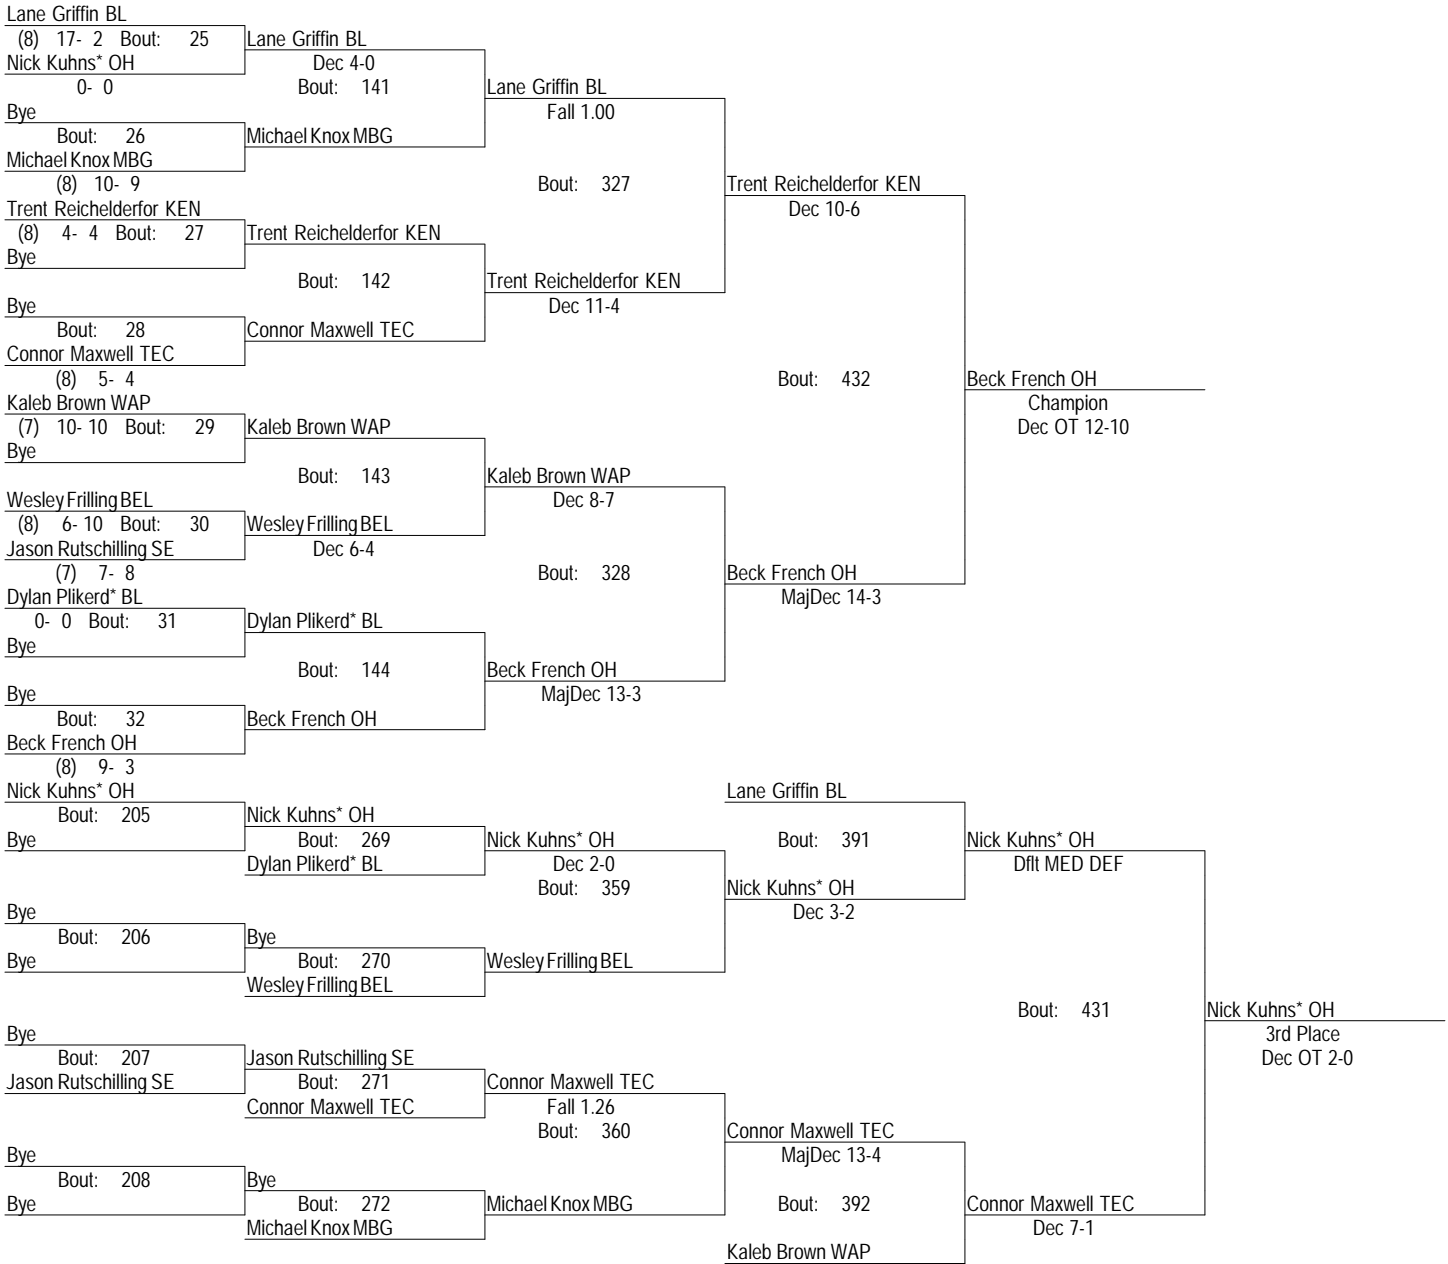 Lane Griffin BL
(8) 17- 2 Bout: 25
Nick Kuhns* OH
0- 0
Bye
Bout: 26
Michael Knox MBG
(8) 10- 9
Trent Reichelderfor KEN
(8) 4- 4 Bout: 27
Bye
Bye
Bout: 28
Connor Maxwell TEC
(8) 5- 4
Kaleb Brown WAP
(7) 10- 10 Bout: 29
Bye
Wesley Frilling BEL
(8) 6- 10 Bout: 30
Jason Rutschilling SE
(7) 7- 8
Dylan Plikerd* BL
0- 0 Bout: 31
Bye
Bye
Bout: 32
Beck French OH
(8) 9- 3
Lane Griffin BL
Dec 4-0
Bout: 141
Michael Knox MBG
Trent Reichelderfor KEN
Bout: 142
Connor Maxwell TEC
Kaleb Brown WAP
Bout: 143
Wesley Frilling BEL
Dec 6-4
Dylan Plikerd* BL
Bout: 144
Beck French OH
Lane Griffin BL
Fall 1.00
Bout: 327
Trent Reichelderfor KEN
Dec 11-4
Kaleb Brown WAP
Dec 8-7
Bout: 328
Beck French OH
MajDec 13-3
Trent Reichelderfor KEN
Dec 10-6
Bout: 432
Beck French OH
MajDec 14-3
Beck French OH
Champion
Dec OT 12-10
Nick Kuhns* OH
Bout: 205
Bye
Bye
Bout: 206
Bye
Bye
Bout: 207
Jason Rutschilling SE
Bye
Bout: 208
Bye
Nick Kuhns* OH
Bout: 269
Dylan Plikerd* BL
Bye
Bout: 270
Wesley Frilling BEL
Jason Rutschilling SE
Bout: 271
Connor Maxwell TEC
Bye
Bout: 272
Michael Knox MBG
Nick Kuhns* OH
Dec 2-0
Bout: 359
Wesley Frilling BEL
Connor Maxwell TEC
Fall 1.26
Bout: 360
Michael Knox MBG
Lane Griffin BL
Bout: 391
Nick Kuhns* OH
Dec 3-2
Connor Maxwell TEC
MajDec 13-4
Bout: 392
Kaleb Brown WAP
Nick Kuhns* OH
Dflt MED DEF
Bout: 431
Connor Maxwell TEC
Dec 7-1
Nick Kuhns* OH
3rd Place
Dec OT 2-0